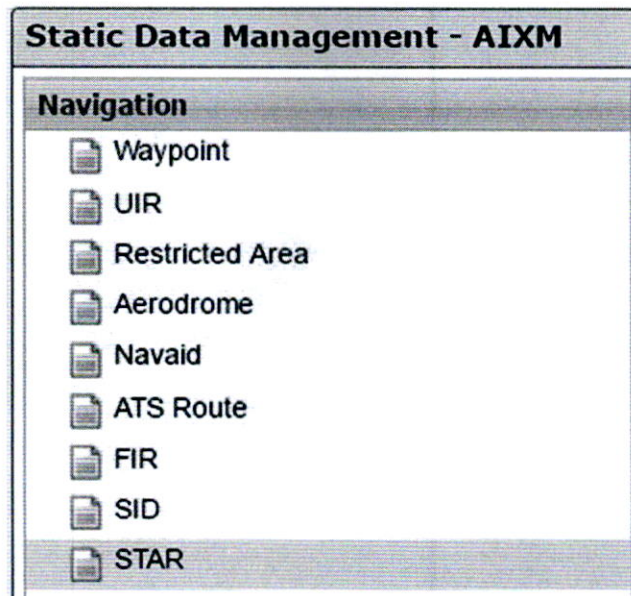 Static Data Management - AIXM
Navigation
Waypoint
UIR
Restricted Area
Aerodrome
Navaid
ATS Route
FIR
SID
STAR